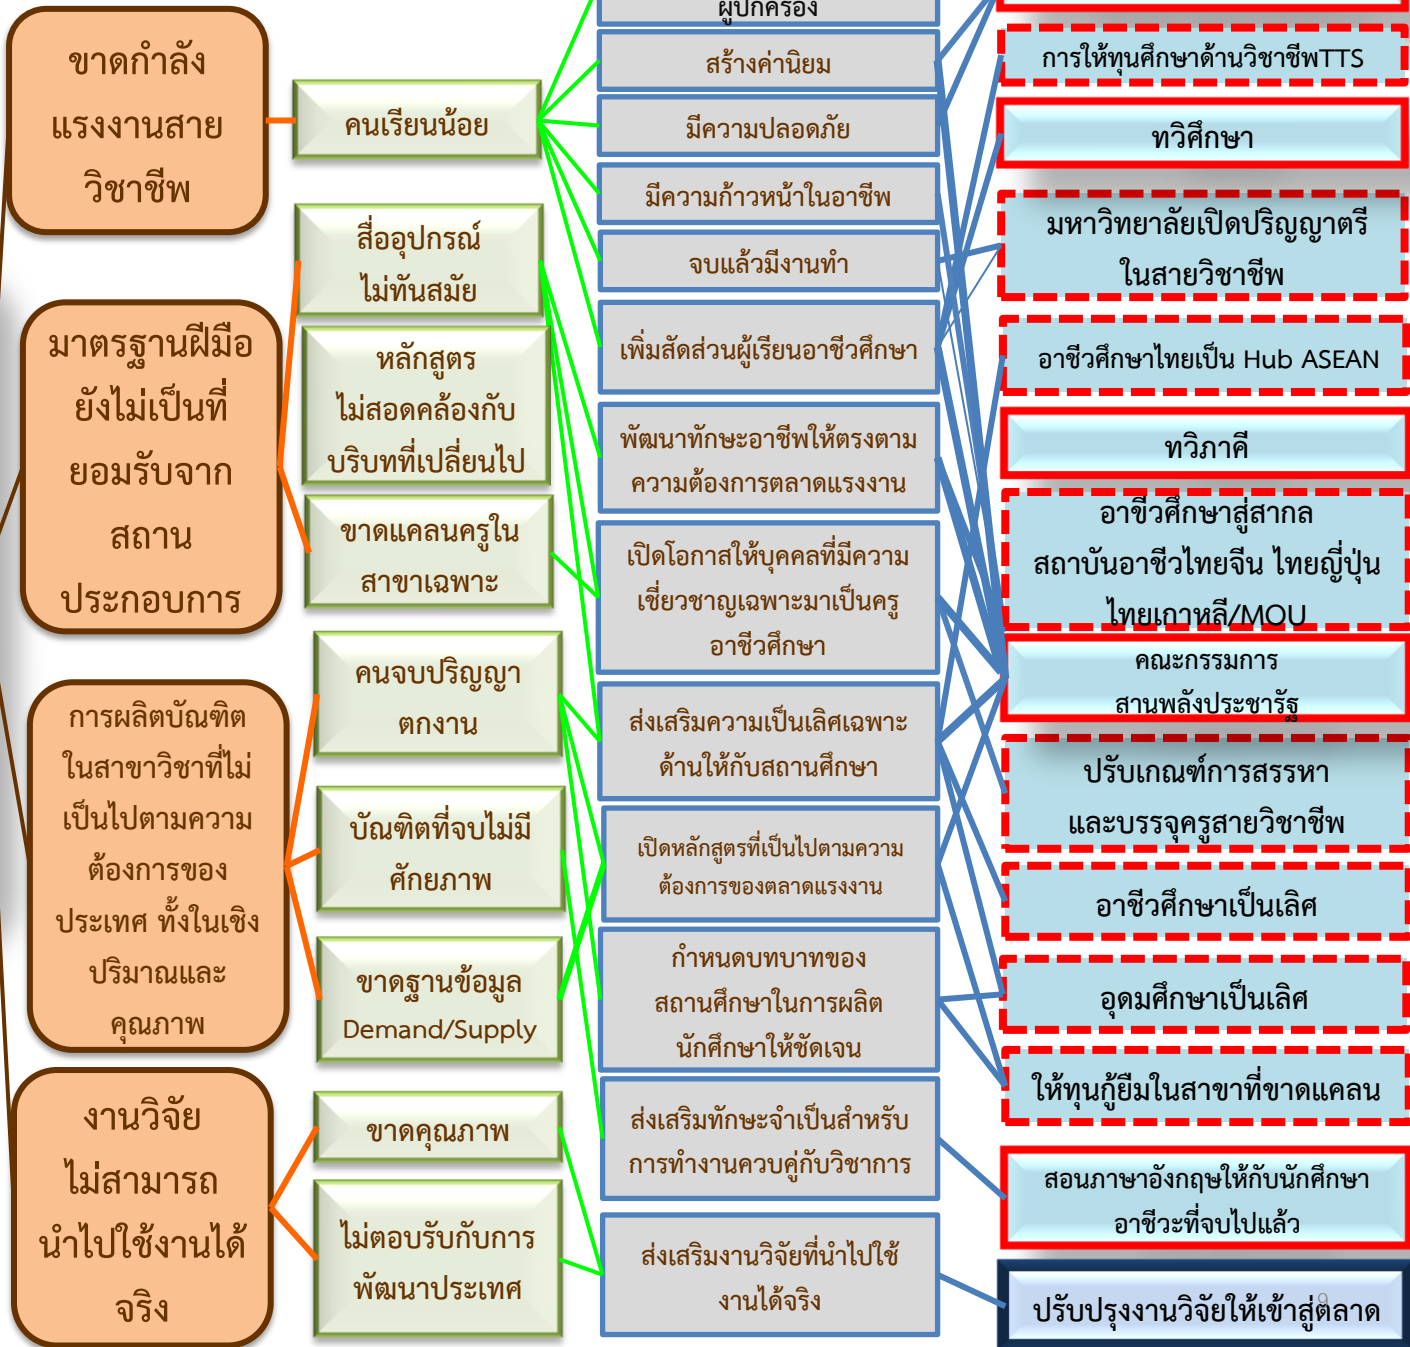 ขาดกำลัง
แรงงานสาย
วิชาชีพ
มาตรฐานฝีมือ
ยังไม่เป็นที่
ยอมรับจาก
สถาน
ประกอบการ
การผลิตบัณฑิต
ในสาขาวิชาที่ไม่
เป็นไปตามความ
ต้องการของ
ประเทศ ทั้งในเชิง
ปริมาณและ
คุณภาพ
งานวิจัย
ไม่สามารถ
นำไปใช้งานได้
จริง
คนเรียนน้อย
สื่ออุปกรณ์
ไม่ทันสมัย
หลักสูตร
ไม่สอดคล้องกับ
บริบทที่เปลี่ยนไป
ขาดแคลนครูใน
สาขาเฉพาะ
คนจบปริญญา
ตกงาน
บัณฑิตที่จบไม่มี
ศักยภาพ
ขาดฐานข้อมูล
Demand/Supply
ขาดคุณภาพ
ไม่ตอบรับกับการ
พัฒนาประเทศ
ผู้ปกครอง
สร้างค่านิยม
มีความปลอดภัย
มีความก้าวหน้าในอาชีพ
จบแล้วมีงานทำ
เพิ่มสัดส่วนผู้เรียนอาชีวศึกษา
พัฒนาทักษะอาชีพให้ตรงตาม
ความต้องการตลาดแรงงาน
เปิดโอกาสให้บุคคลที่มีความ
เชี่ยวชาญเฉพาะมาเป็นครู
อาชีวศึกษา
ส่งเสริมความเป็นเลิศเฉพาะ
ด้านให้กับสถานศึกษา
เปิดหลักสูตรที่เป็นไปตามความ
ต้องการของตลาดแรงงาน
กำหนดบทบาทของ
สถานศึกษาในการผลิต
นักศึกษาให้ชัดเจน
ส่งเสริมทักษะจำเป็นสำหรับ
การทำงานควบคู่กับวิชาการ
ส่งเสริมงานวิจัยที่นำไปใช้
งานได้จริง
การให้ทุนศึกษาด้านวิชาชีพTTS
ทวิศึกษา
มหาวิทยาลัยเปิดปริญญาตรี
ในสายวิชาชีพ
อาชีวศึกษาไทยเป็น Hub ASEAN
ทวิภาคี
อาชีวศึกษาสู่สากล
สถาบันอาชีวไทยจีน ไทยญี่ปุ่น
ไทยเกาหลี/MOU
คณะกรรมการ
สานพลังประชารัฐ
ปรับเกณฑ์การสรรหา
และบรรจุครูสายวิชาชีพ
อาชีวศึกษาเป็นเลิศ
อุดมศึกษาเป็นเลิศ
ให้ทุนกู้ยืมในสาขาที่ขาดแคลน
สอนภาษาอังกฤษให้กับนักศึกษา
อาชีวะที่จบไปแล้ว
ปรับปรุงงานวิจัยให้เข้าสู่ตลาด
9